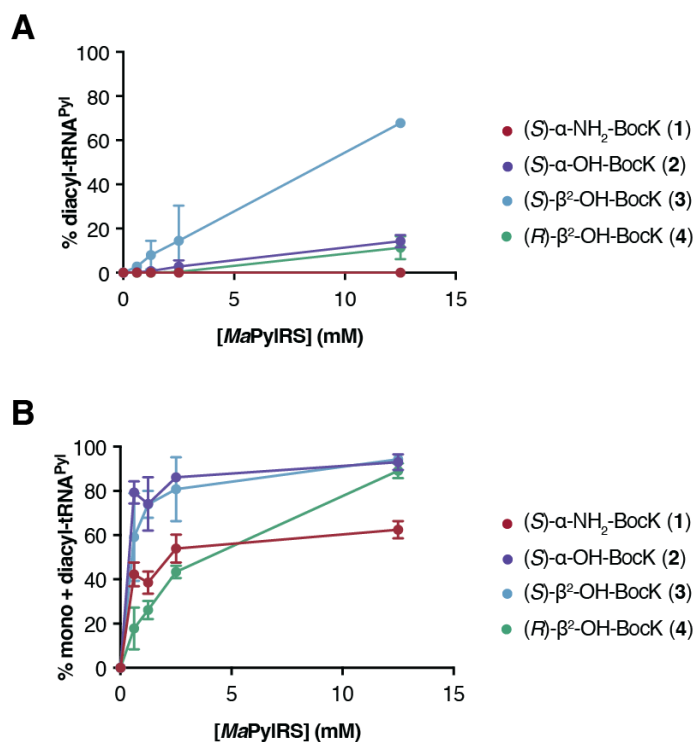 A
100
80
60
40
20
0
0
5
10
15
% diacyl-tRNAᴾʸˡ
[MaPylRS] (mM)
(S)-α-NH₂-BocK (1)
(S)-α-OH-BocK (2)
(S)-β²-OH-BocK (3)
(R)-β²-OH-BocK (4)
B
100
80
60
40
20
0
0
5
10
15
% mono + diacyl-tRNAᴾʸˡ
[MaPylRS] (mM)
(S)-α-NH₂-BocK (1)
(S)-α-OH-BocK (2)
(S)-β²-OH-BocK (3)
(R)-β²-OH-BocK (4)